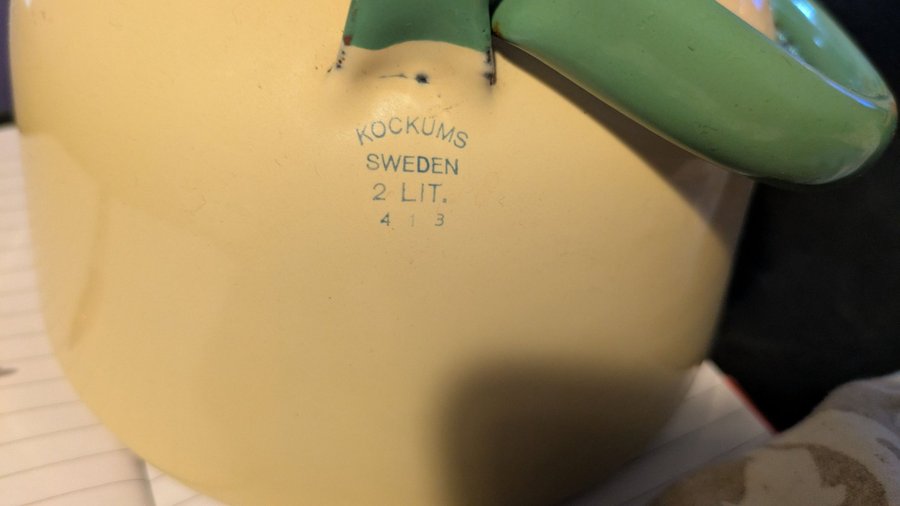 KOCKUMS
SWEDEN
2 LIT.
4 1 3